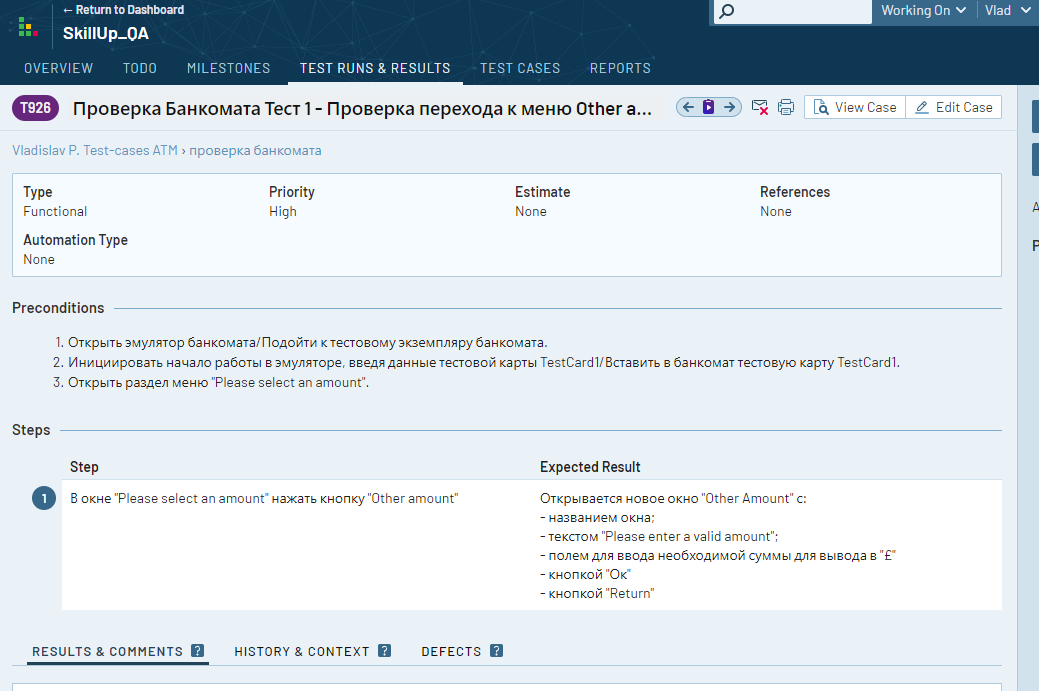 ← Return to Dashboard
SkillUp_QA
Working On
Vlad
OVERVIEW TODO MILESTONES TEST RUNS & RESULTS TEST CASES REPORTS
T926 Проверка Банкомата Тест 1 - Проверка перехода к меню Other a...
View Case Edit Case
Vladislav P. Test-cases ATM › проверка банкомата
Type Priority Estimate References
Functional High None None
Automation Type
None
Preconditions
1. Открыть эмулятор банкомата/Подойти к тестовому экземпляру банкомата.
2. Инициировать начало работы в эмуляторе, введя данные тестовой карты TestCard1/Вставить в банкомат тестовую карту TestCard1.
3. Открыть раздел меню "Please select an amount".
Steps
Step Expected Result
1 В окне "Please select an amount" нажать кнопку "Other amount"
Открывается новое окно "Other Amount" с:
- названием окна;
- текстом "Please enter a valid amount";
- полем для ввода необходимой суммы для вывода в "£"
- кнопкой "Ок"
- кнопкой "Return"
RESULTS & COMMENTS ? HISTORY & CONTEXT ? DEFECTS ?